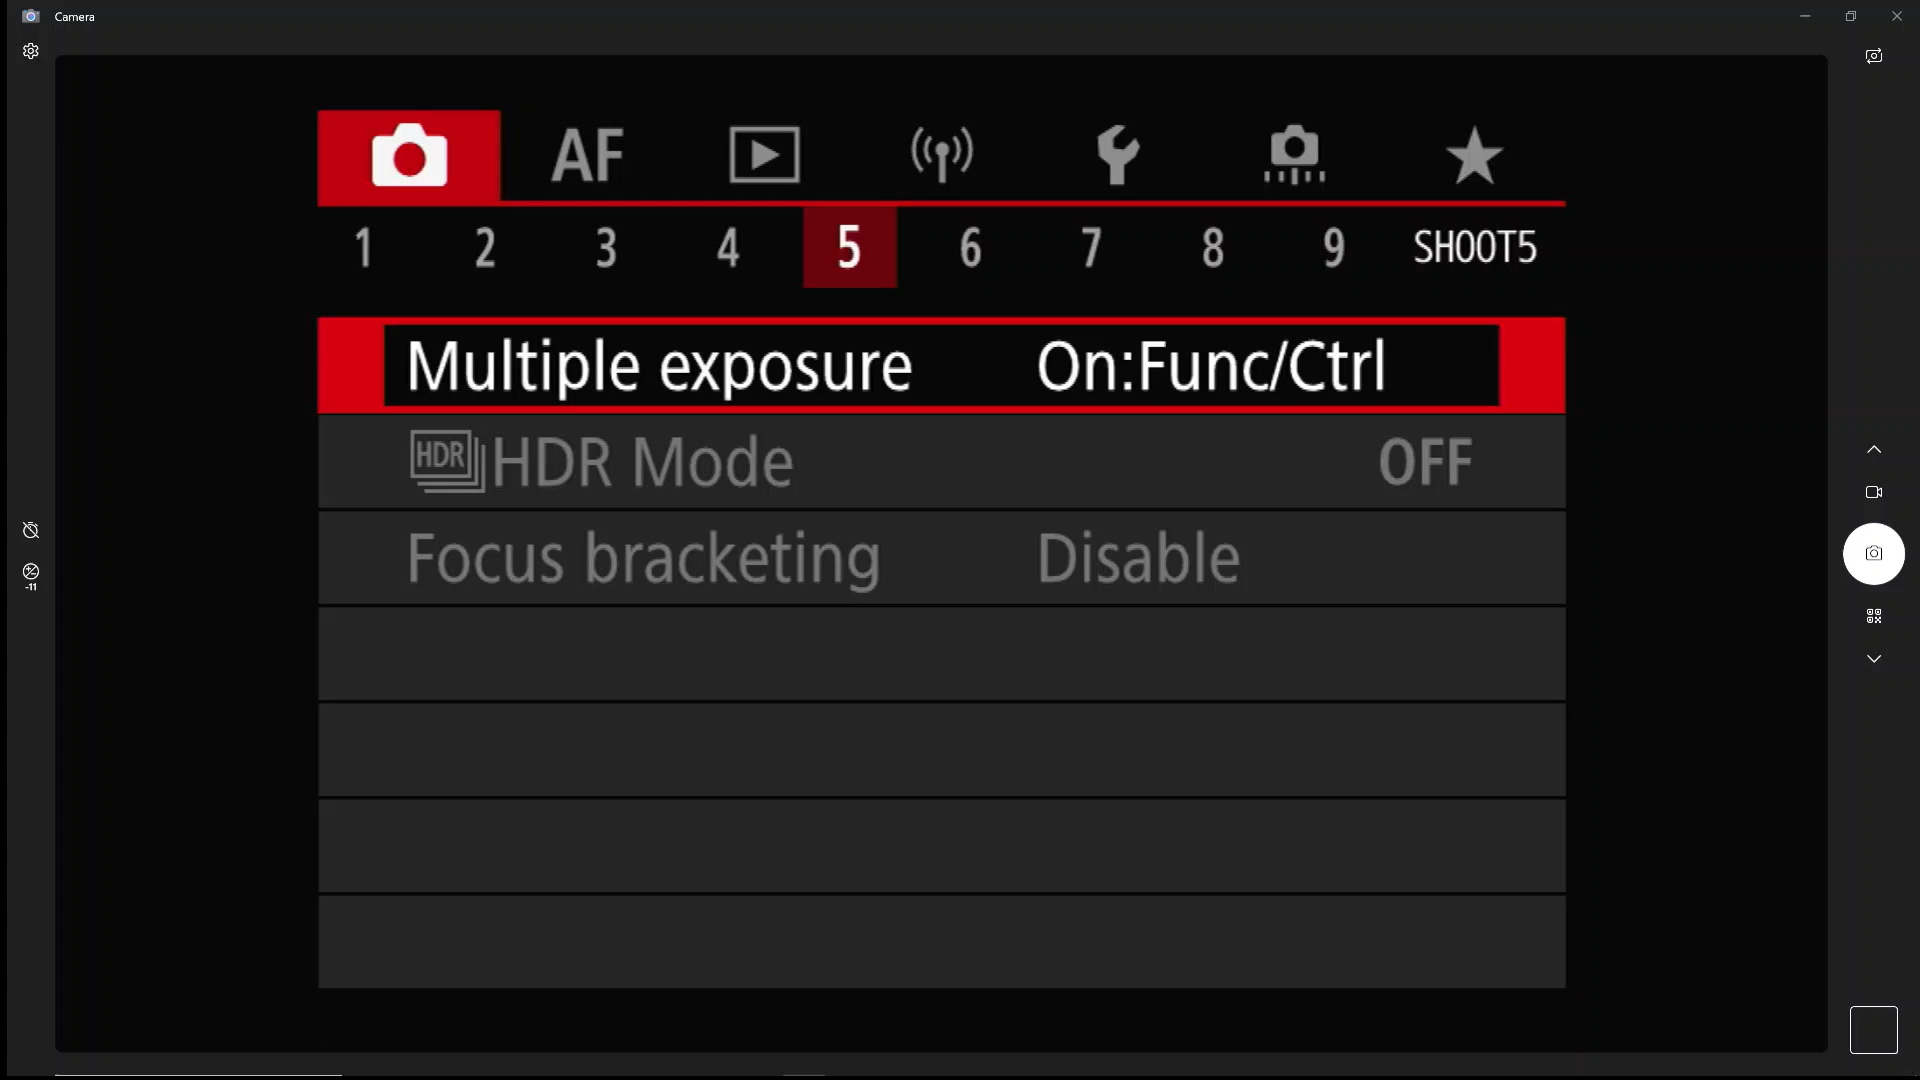 Camera
AF
1 2 3 4 5 6 7 8 9 SHOOT5
Multiple exposure On:Func/Ctrl
HDR HDR Mode OFF
Focus bracketing Disable
-11